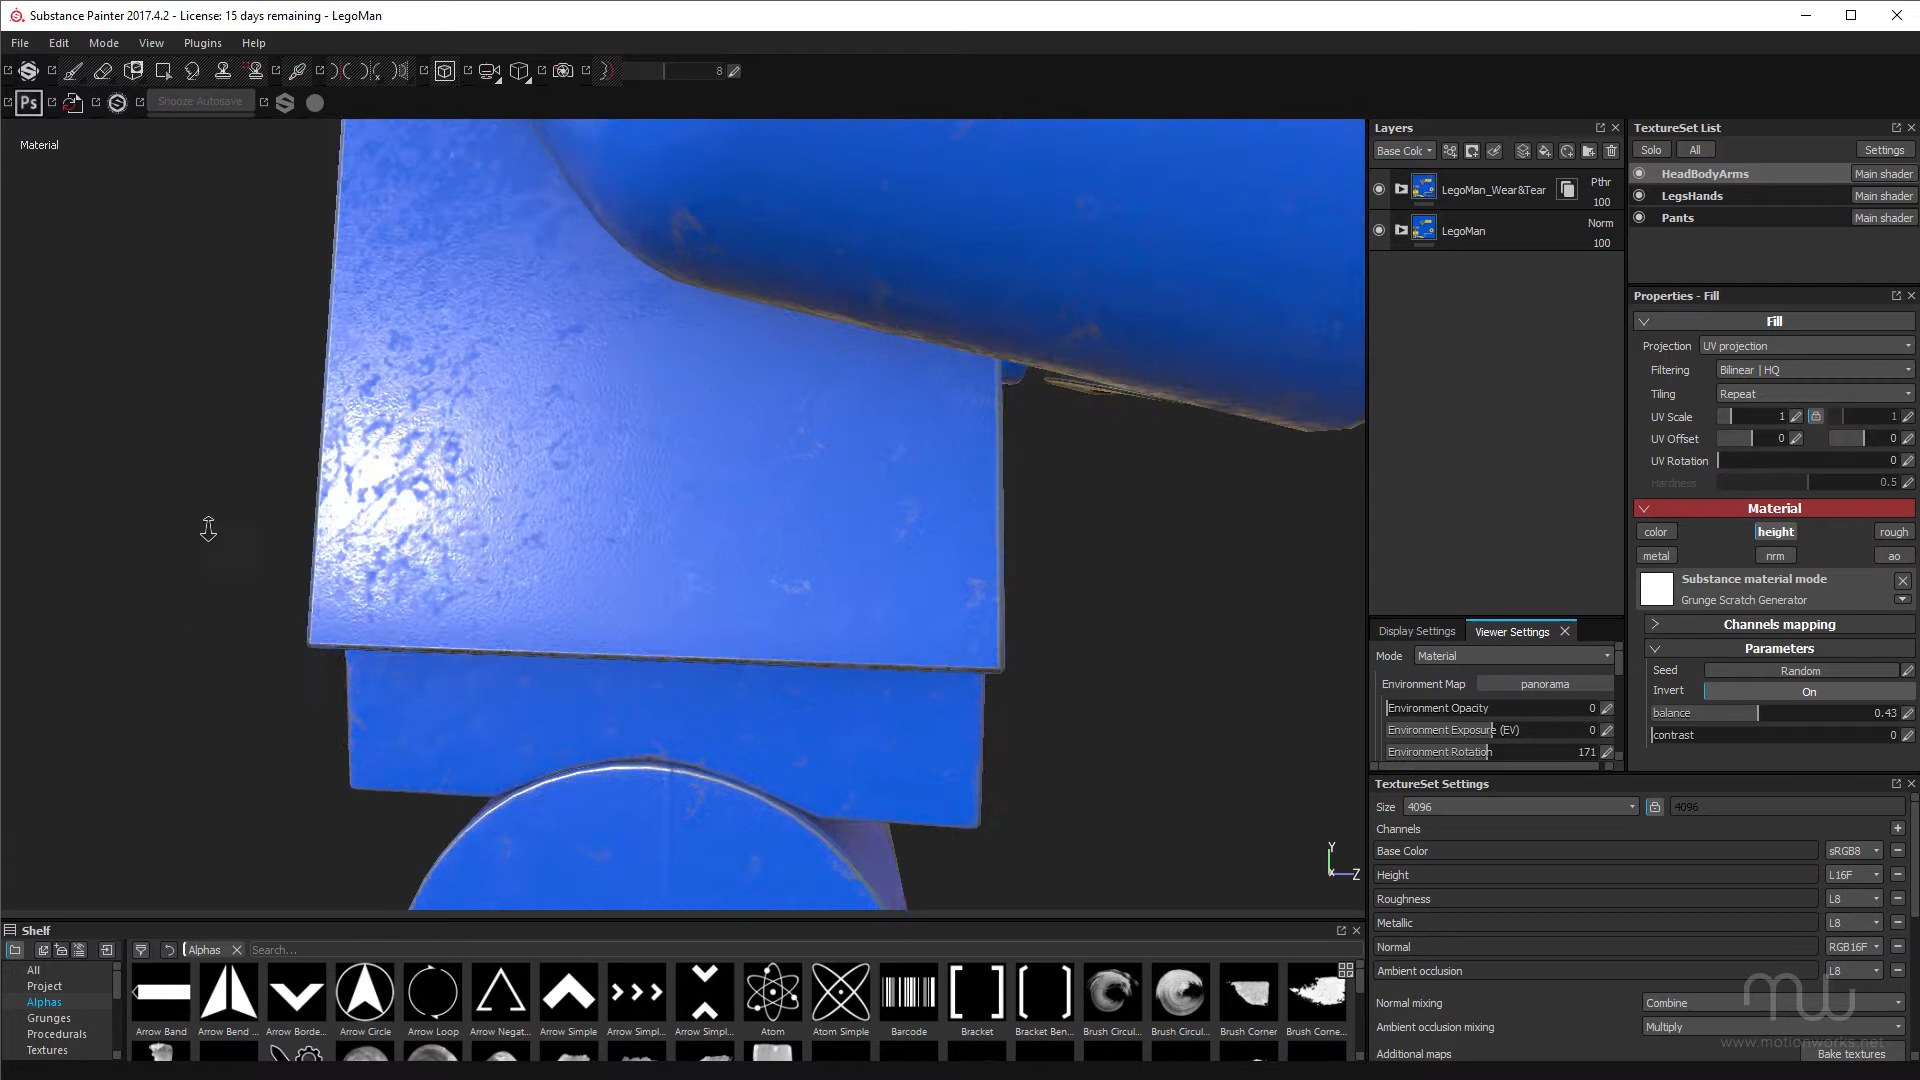 Substance Painter 2017.4.2 - License: 15 days remaining - LegoMan
File Edit Mode View Plugins Help
8
Ps Snooze Autosave
Material
Layers
Base Colc
LegoMan_Wear&Tear Pthr
100
LegoMan Norm
100
TextureSet List
Solo All Settings
HeadBodyArms Main shader
LegsHands Main shader
Pants Main shader
Properties - Fill
Fill
Projection UV projection
Filtering Bilinear | HQ
Tiling Repeat
UV Scale 1 1
UV Offset 0 0
UV Rotation 0
Hardness 0.5
Material
color height rough
metal nrm ao
Substance material mode
Grunge Scratch Generator
Channels mapping
Parameters
Seed Random
Invert On
balance 0.43
contrast 0
Display Settings Viewer Settings
Mode Material
Environment Map panorama
Environment Opacity 0
Environment Exposure (EV) 0
Environment Rotation 171
Y
X Z
TextureSet Settings
Size 4096 4096
Channels
Base Color sRGB8
Height L16F
Roughness L8
Metallic L8
Normal RGB16F
Ambient occlusion L8
Normal mixing Combine
Ambient occlusion mixing Multiply
www.motionworks.net
Additional maps Bake textures
Shelf
Alphas Search...
All
Project
Alphas
Grunges
Procedurals
Textures
Arrow Band Arrow Bend ... Arrow Borde... Arrow Circle Arrow Loop Arrow Negat... Arrow Simple Arrow Simpl... Arrow Simpl... Atom Atom Simple Barcode Bracket Bracket Ben... Brush Circul... Brush Circul... Brush Corner Brush Corne...